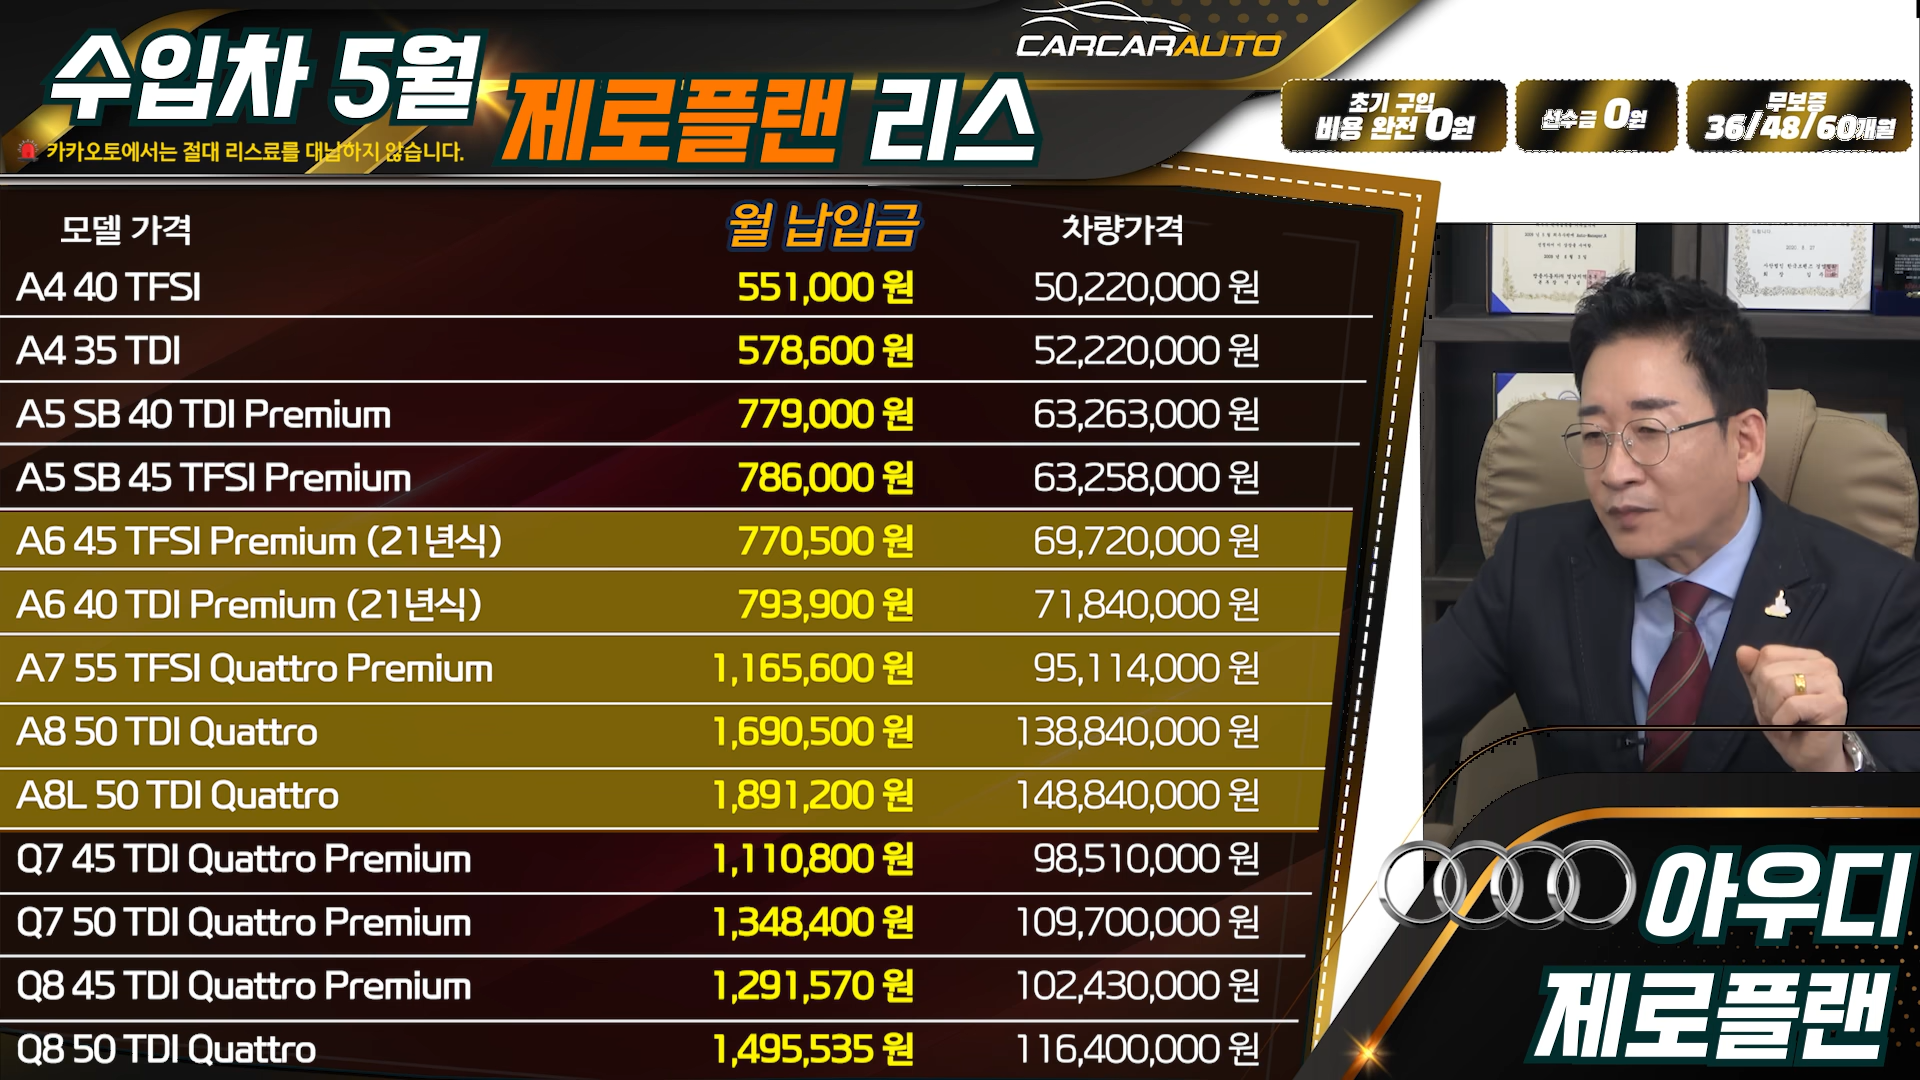 수입차 5월
제로플랜 리스
🚨 카카오토에서는 절대 리스료를 대납하지 않습니다.
CARCARAUTO
초기 구입
비용 완전 0원
선수금 0원
무보증
36/48/60개월
모델 가격 월 납입금 차량가격
A4 40 TFSI 551,000 원 50,220,000 원
A4 35 TDI 578,600 원 52,220,000 원
A5 SB 40 TDI Premium 779,000 원 63,263,000 원
A5 SB 45 TFSI Premium 786,000 원 63,258,000 원
A6 45 TFSI Premium (21년식) 770,500 원 69,720,000 원
A6 40 TDI Premium (21년식) 793,900 원 71,840,000 원
A7 55 TFSI Quattro Premium 1,165,600 원 95,114,000 원
A8 50 TDI Quattro 1,690,500 원 138,840,000 원
A8L 50 TDI Quattro 1,891,200 원 148,840,000 원
Q7 45 TDI Quattro Premium 1,110,800 원 98,510,000 원
Q7 50 TDI Quattro Premium 1,348,400 원 109,700,000 원
Q8 45 TDI Quattro Premium 1,291,570 원 102,430,000 원
Q8 50 TDI Quattro 1,495,535 원 116,400,000 원
아우디
제로플랜